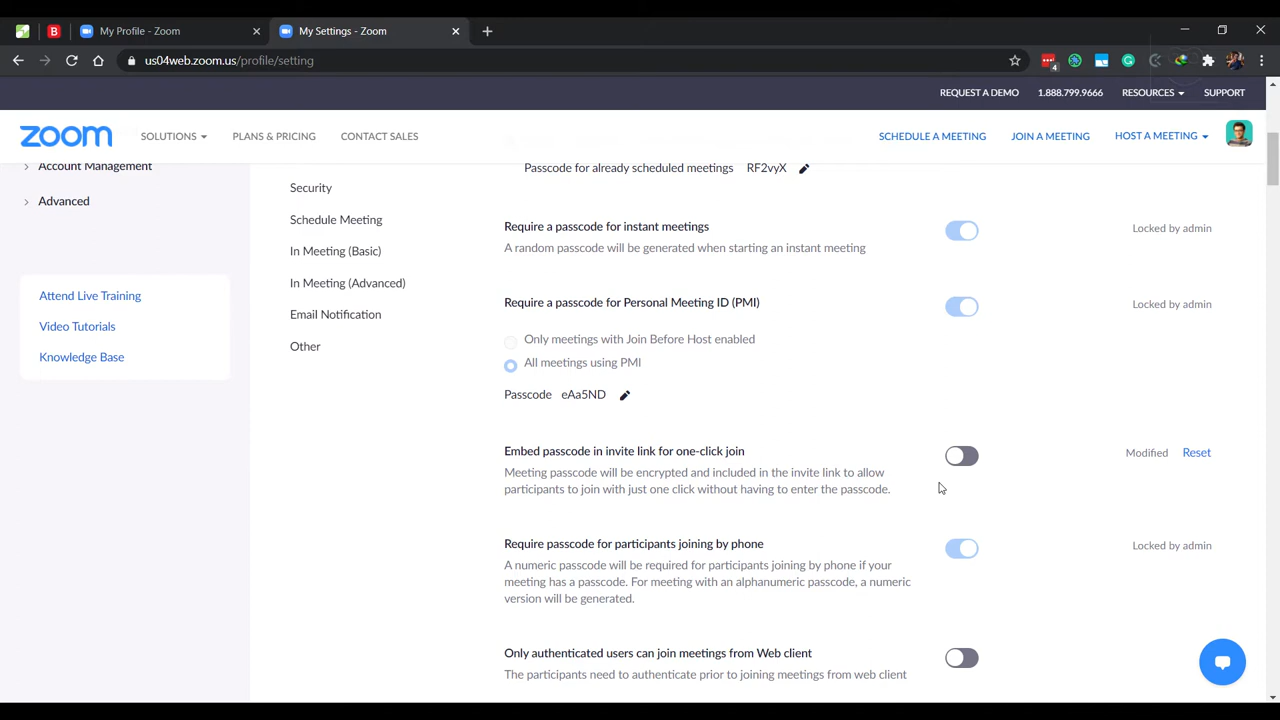 My Profile - Zoom
My Settings - Zoom
us04web.zoom.us/profile/setting
4
REQUEST A DEMO 1.888.799.9666 RESOURCES SUPPORT
zoom SOLUTIONS PLANS & PRICING CONTACT SALES SCHEDULE A MEETING JOIN A MEETING HOST A MEETING
Account Management
Advanced
Attend Live Training
Video Tutorials
Knowledge Base
Security
Schedule Meeting
In Meeting (Basic)
In Meeting (Advanced)
Email Notification
Other
Passcode for already scheduled meetings RF2vyX
Require a passcode for instant meetings
A random passcode will be generated when starting an instant meeting
Locked by admin
Require a passcode for Personal Meeting ID (PMI)
Locked by admin
Only meetings with Join Before Host enabled
All meetings using PMI
Passcode eAa5ND
Embed passcode in invite link for one-click join
Modified Reset
Meeting passcode will be encrypted and included in the invite link to allow
participants to join with just one click without having to enter the passcode.
Require passcode for participants joining by phone
Locked by admin
A numeric passcode will be required for participants joining by phone if your
meeting has a passcode. For meeting with an alphanumeric passcode, a numeric
version will be generated.
Only authenticated users can join meetings from Web client
The participants need to authenticate prior to joining meetings from web client